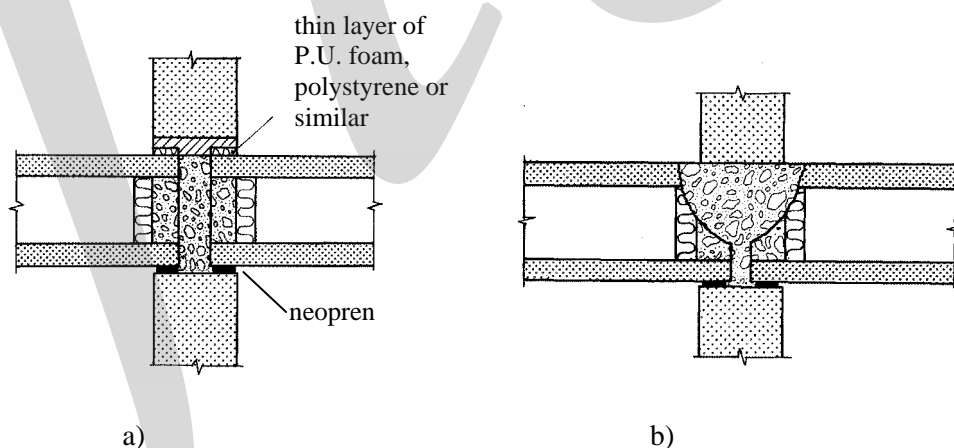 thin layer of
P.U. foam,
polystyrene or
similar
neopren
a)
b)